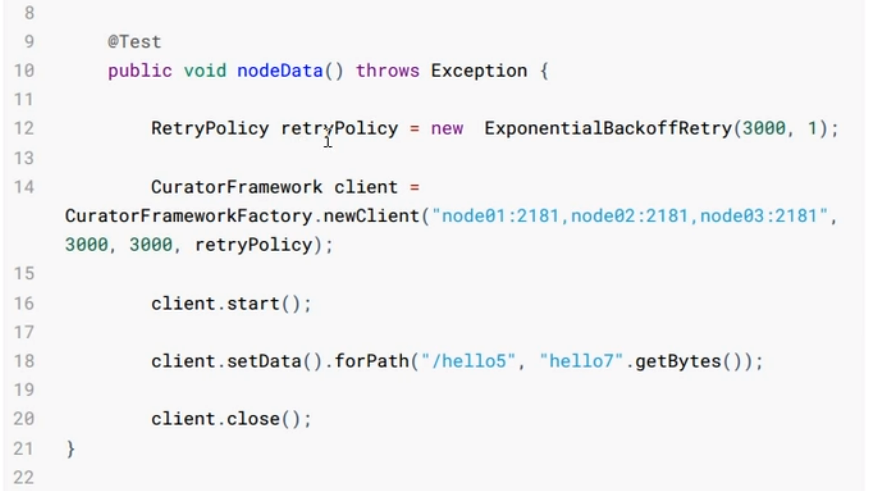 8
9 @Test
10 public void nodeData() throws Exception {
11
12 RetryPolicy retryPolicy = new  ExponentialBackoffRetry(3000, 1);
13
14 CuratorFramework client =
CuratorFrameworkFactory.newClient("node01:2181,node02:2181,node03:2181",
3000, 3000, retryPolicy);
15
16 client.start();
17
18 client.setData().forPath("/hello5", "hello7".getBytes());
19
20 client.close();
21 }
22